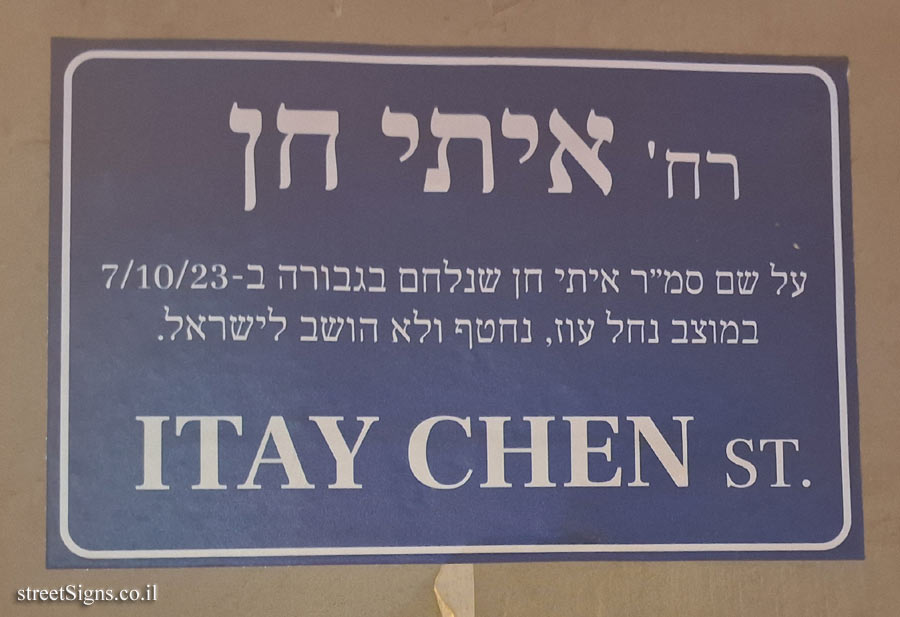 רח' איתי חן
על שם סמ״ר איתי חן שנלחם בגבורה ב-7/10/23
במוצב נחל עוז, נחטף ולא הושב לישראל.
ITAY CHEN ST.
streetSigns.co.il